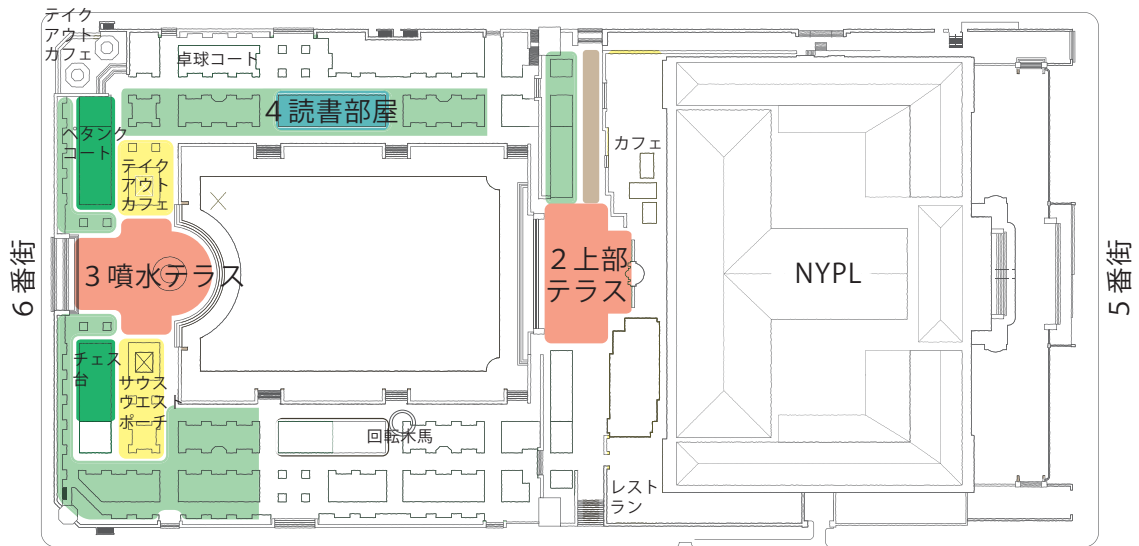 テイク
アウト
カフェ
卓球コート
４読書部屋
ペタンク
コート
テイク
アウト
カフェ
カフェ
６番街
３噴水テラス
２上部
テラス
NYPL
５番街
チェス
台
サウス
ウエスト
ポーチ
回転木馬
レスト
ラン